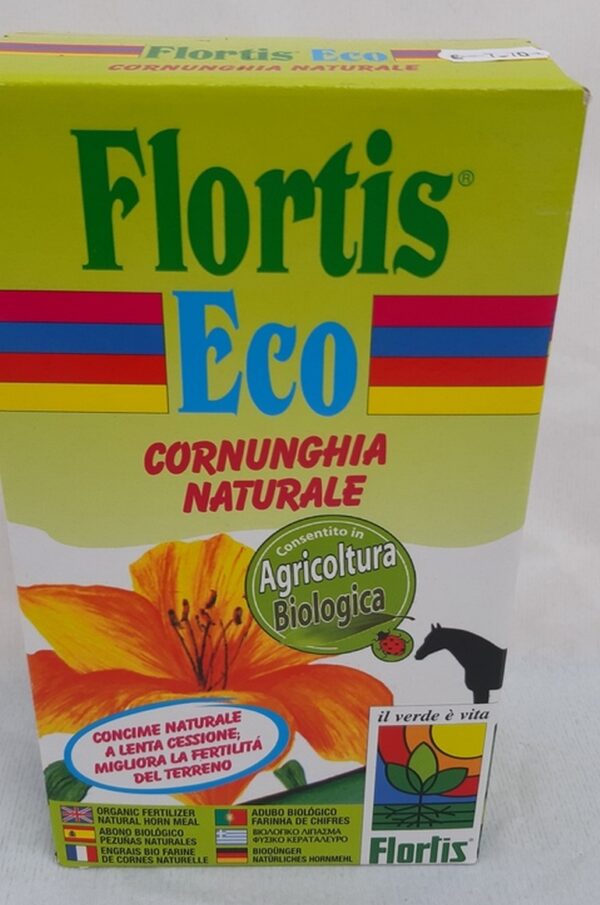 Flortis Eco
CORNUNGHIA NATURALE
Flortis®
Eco
CORNUNGHIA
NATURALE
Consentito in
Agricoltura
Biologica
CONCIME NATURALE
A LENTA CESSIONE;
MIGLIORA LA FERTILITÁ
DEL TERRENO
il verde è vita
Flortis
ORGANIC FERTILIZER
NATURAL HORN MEAL
ABONO BIOLÓGICO
PEZUÑAS NATURALES
ENGRAIS BIO FARINE
DE CORNES NATURELLE
ADUBO BIOLÓGICO
FARINHA DE CHIFRES
ΒΙΟΛΟΓΙΚΟ ΛΙΠΑΣΜΑ
ΦΥΣΙΚΟ ΚΕΡΑΤΑΛΕΥΡΟ
BIODÜNGER
NATÜRLICHES HORNMEHL